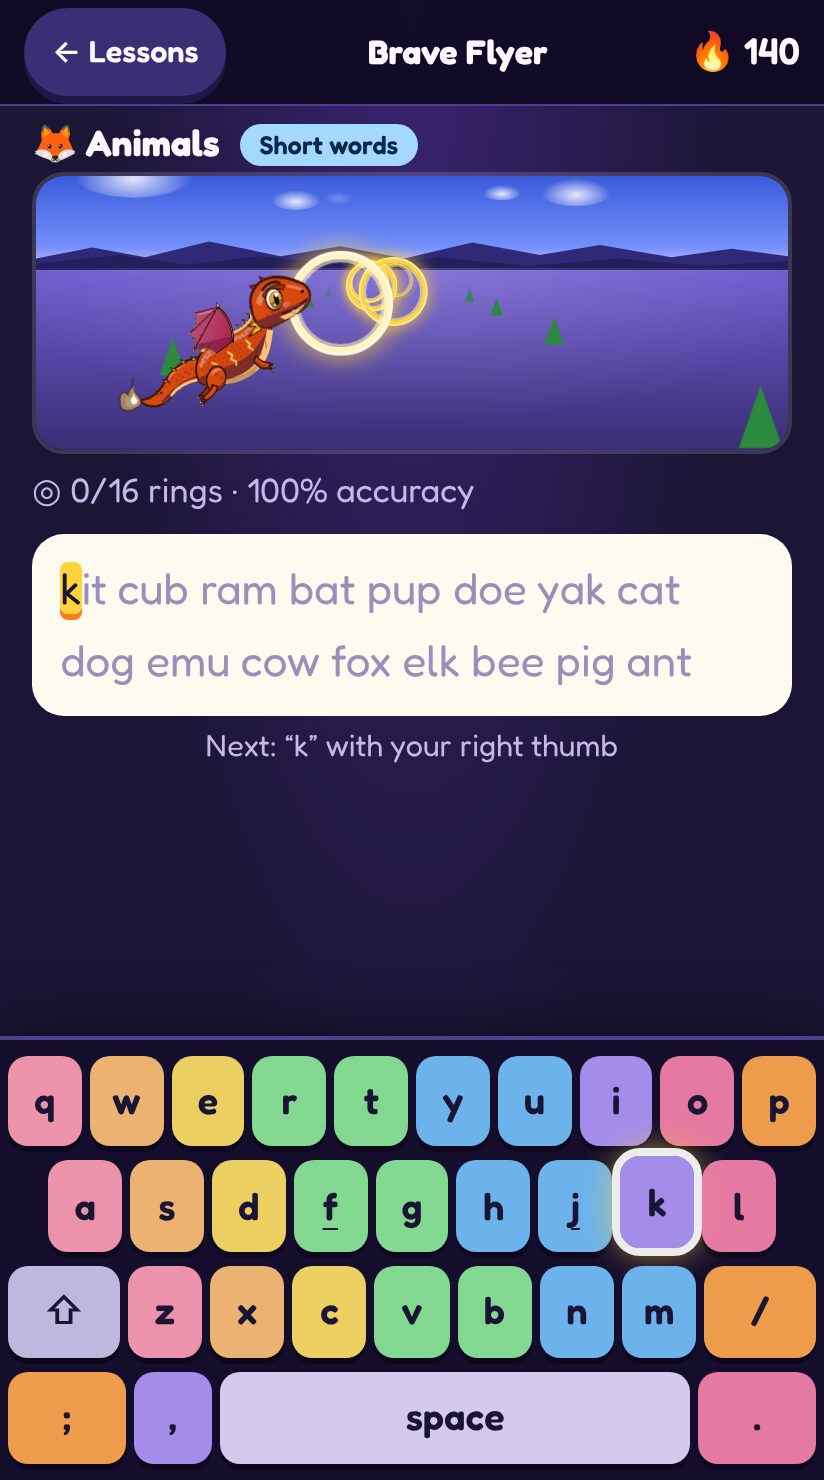 ← Lessons
Brave Flyer
🔥 140
🦊 Animals
Short words
◎ 0/16 rings · 100% accuracy
kit cub ram bat pup doe yak cat
dog emu cow fox elk bee pig ant
Next: “k” with your right thumb
q w e r t y u i o p
a s d f g h j k l
⇧ z x c v b n m /
; , space .